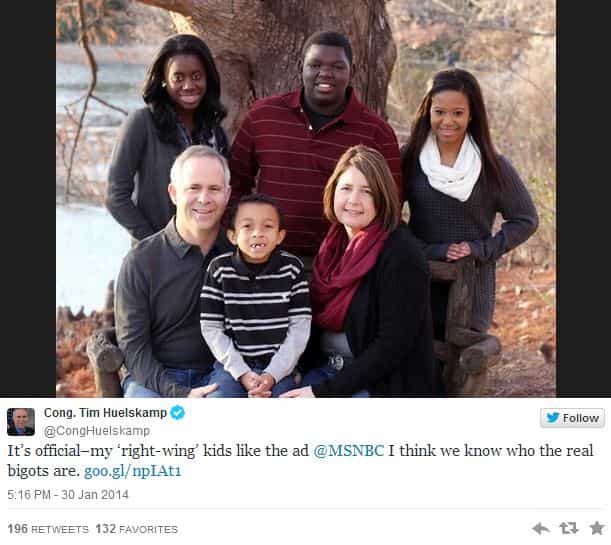 Cong. Tim Huelskamp
Follow
@CongHuelskamp
It's official–my 'right-wing' kids like the ad @MSNBC I think we know who the real
bigots are. goo.gl/npIAt1
5:16 PM - 30 Jan 2014
196 RETWEETS 132 FAVORITES